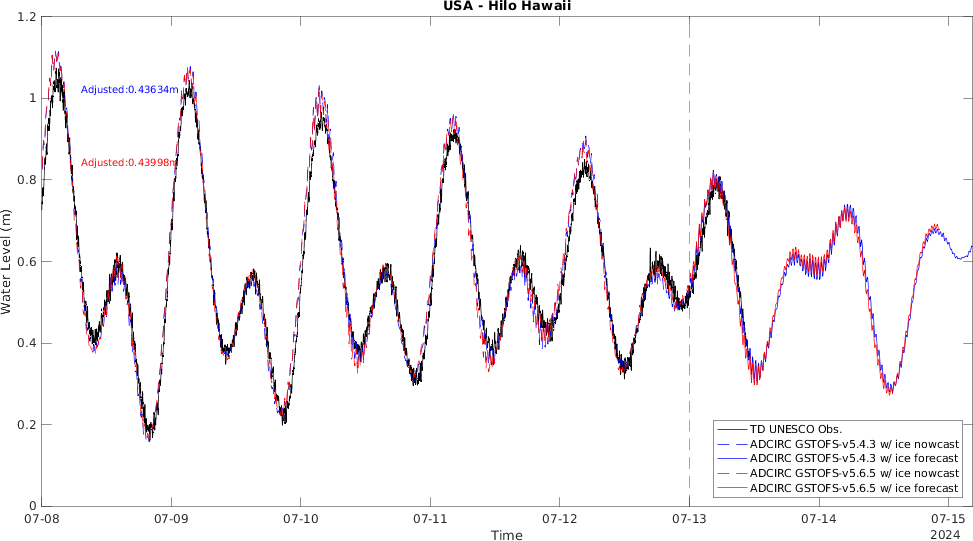 USA - Hilo Hawaii
Water Level (m)
1.2
1
0.8
0.6
0.4
0.2
0
Adjusted:0.43634m
Adjusted:0.43998m
TD UNESCO Obs.
ADCIRC GSTOFS-v5.4.3 w/ ice nowcast
ADCIRC GSTOFS-v5.4.3 w/ ice forecast
ADCIRC GSTOFS-v5.6.5 w/ ice nowcast
ADCIRC GSTOFS-v5.6.5 w/ ice forecast
07-08 07-09 07-10 07-11 07-12 07-13 07-14 07-15
Time
2024